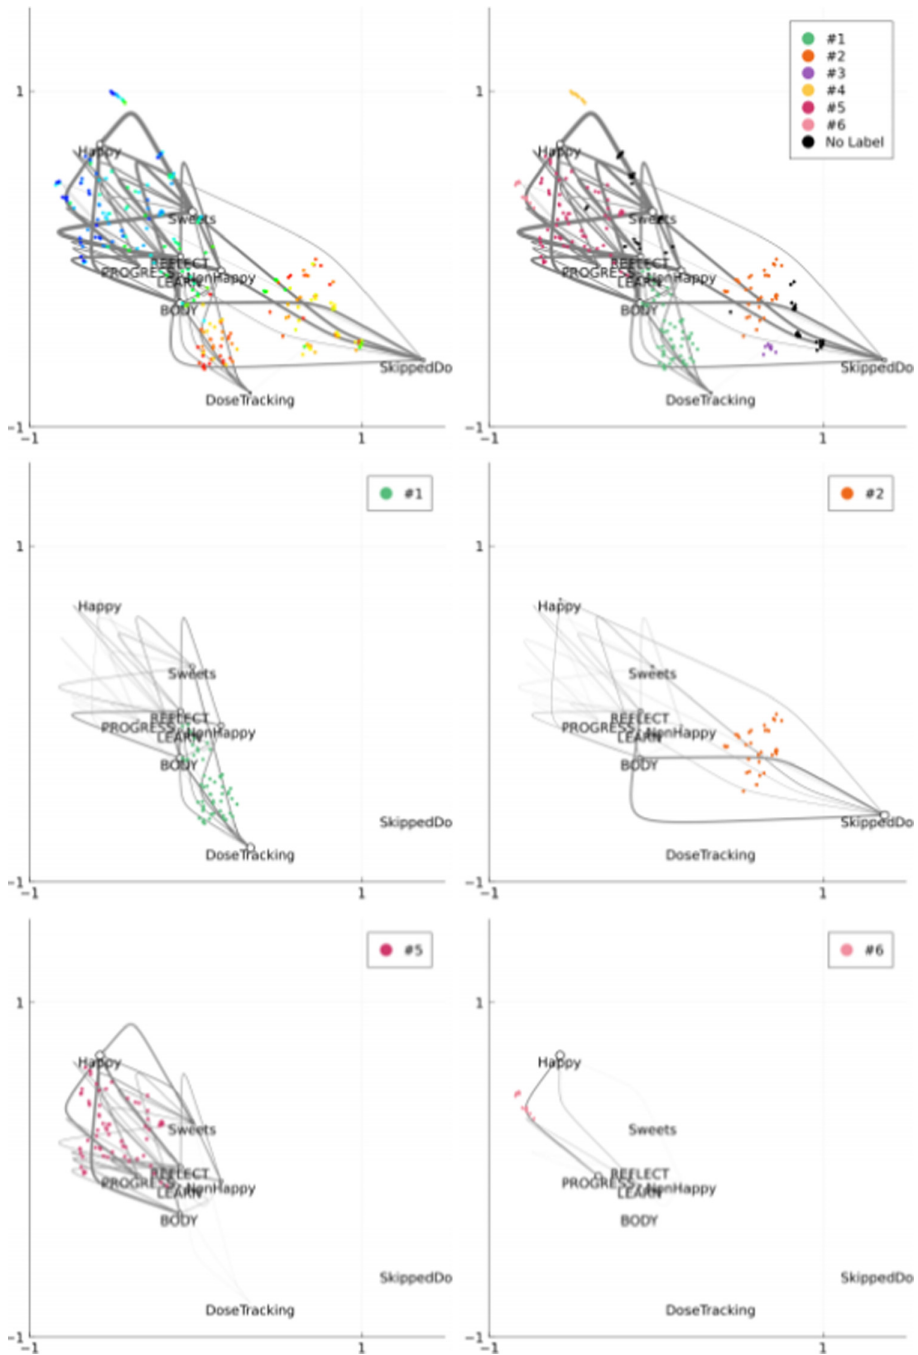 #1
#2
#3
#4
#5
#6
No Label
1
Happy
Sweets
REFLECT
PROGRESS NonHappy
LEARN
BODY
SkippedDo
DoseTracking
-1
-1 1
1
Happy
Sweets
REFLECT
PROGRESS NonHappy
LEARN
BODY
SkippedDo
DoseTracking
-1
-1 1
#1
1
Happy
Sweets
REFLECT
PROGRESS NonHappy
LEARN
BODY
SkippedDo
DoseTracking
-1
-1 1
#2
1
Happy
Sweets
REFLECT
PROGRESS NonHappy
LEARN
BODY
SkippedDo
DoseTracking
-1
-1 1
#5
1
Happy
Sweets
REFLECT
PROGRESS NonHappy
LEARN
BODY
SkippedDo
DoseTracking
-1
-1 1
#6
1
Happy
Sweets
REFLECT
PROGRESS NonHappy
LEARN
BODY
SkippedDo
DoseTracking
-1
-1 1